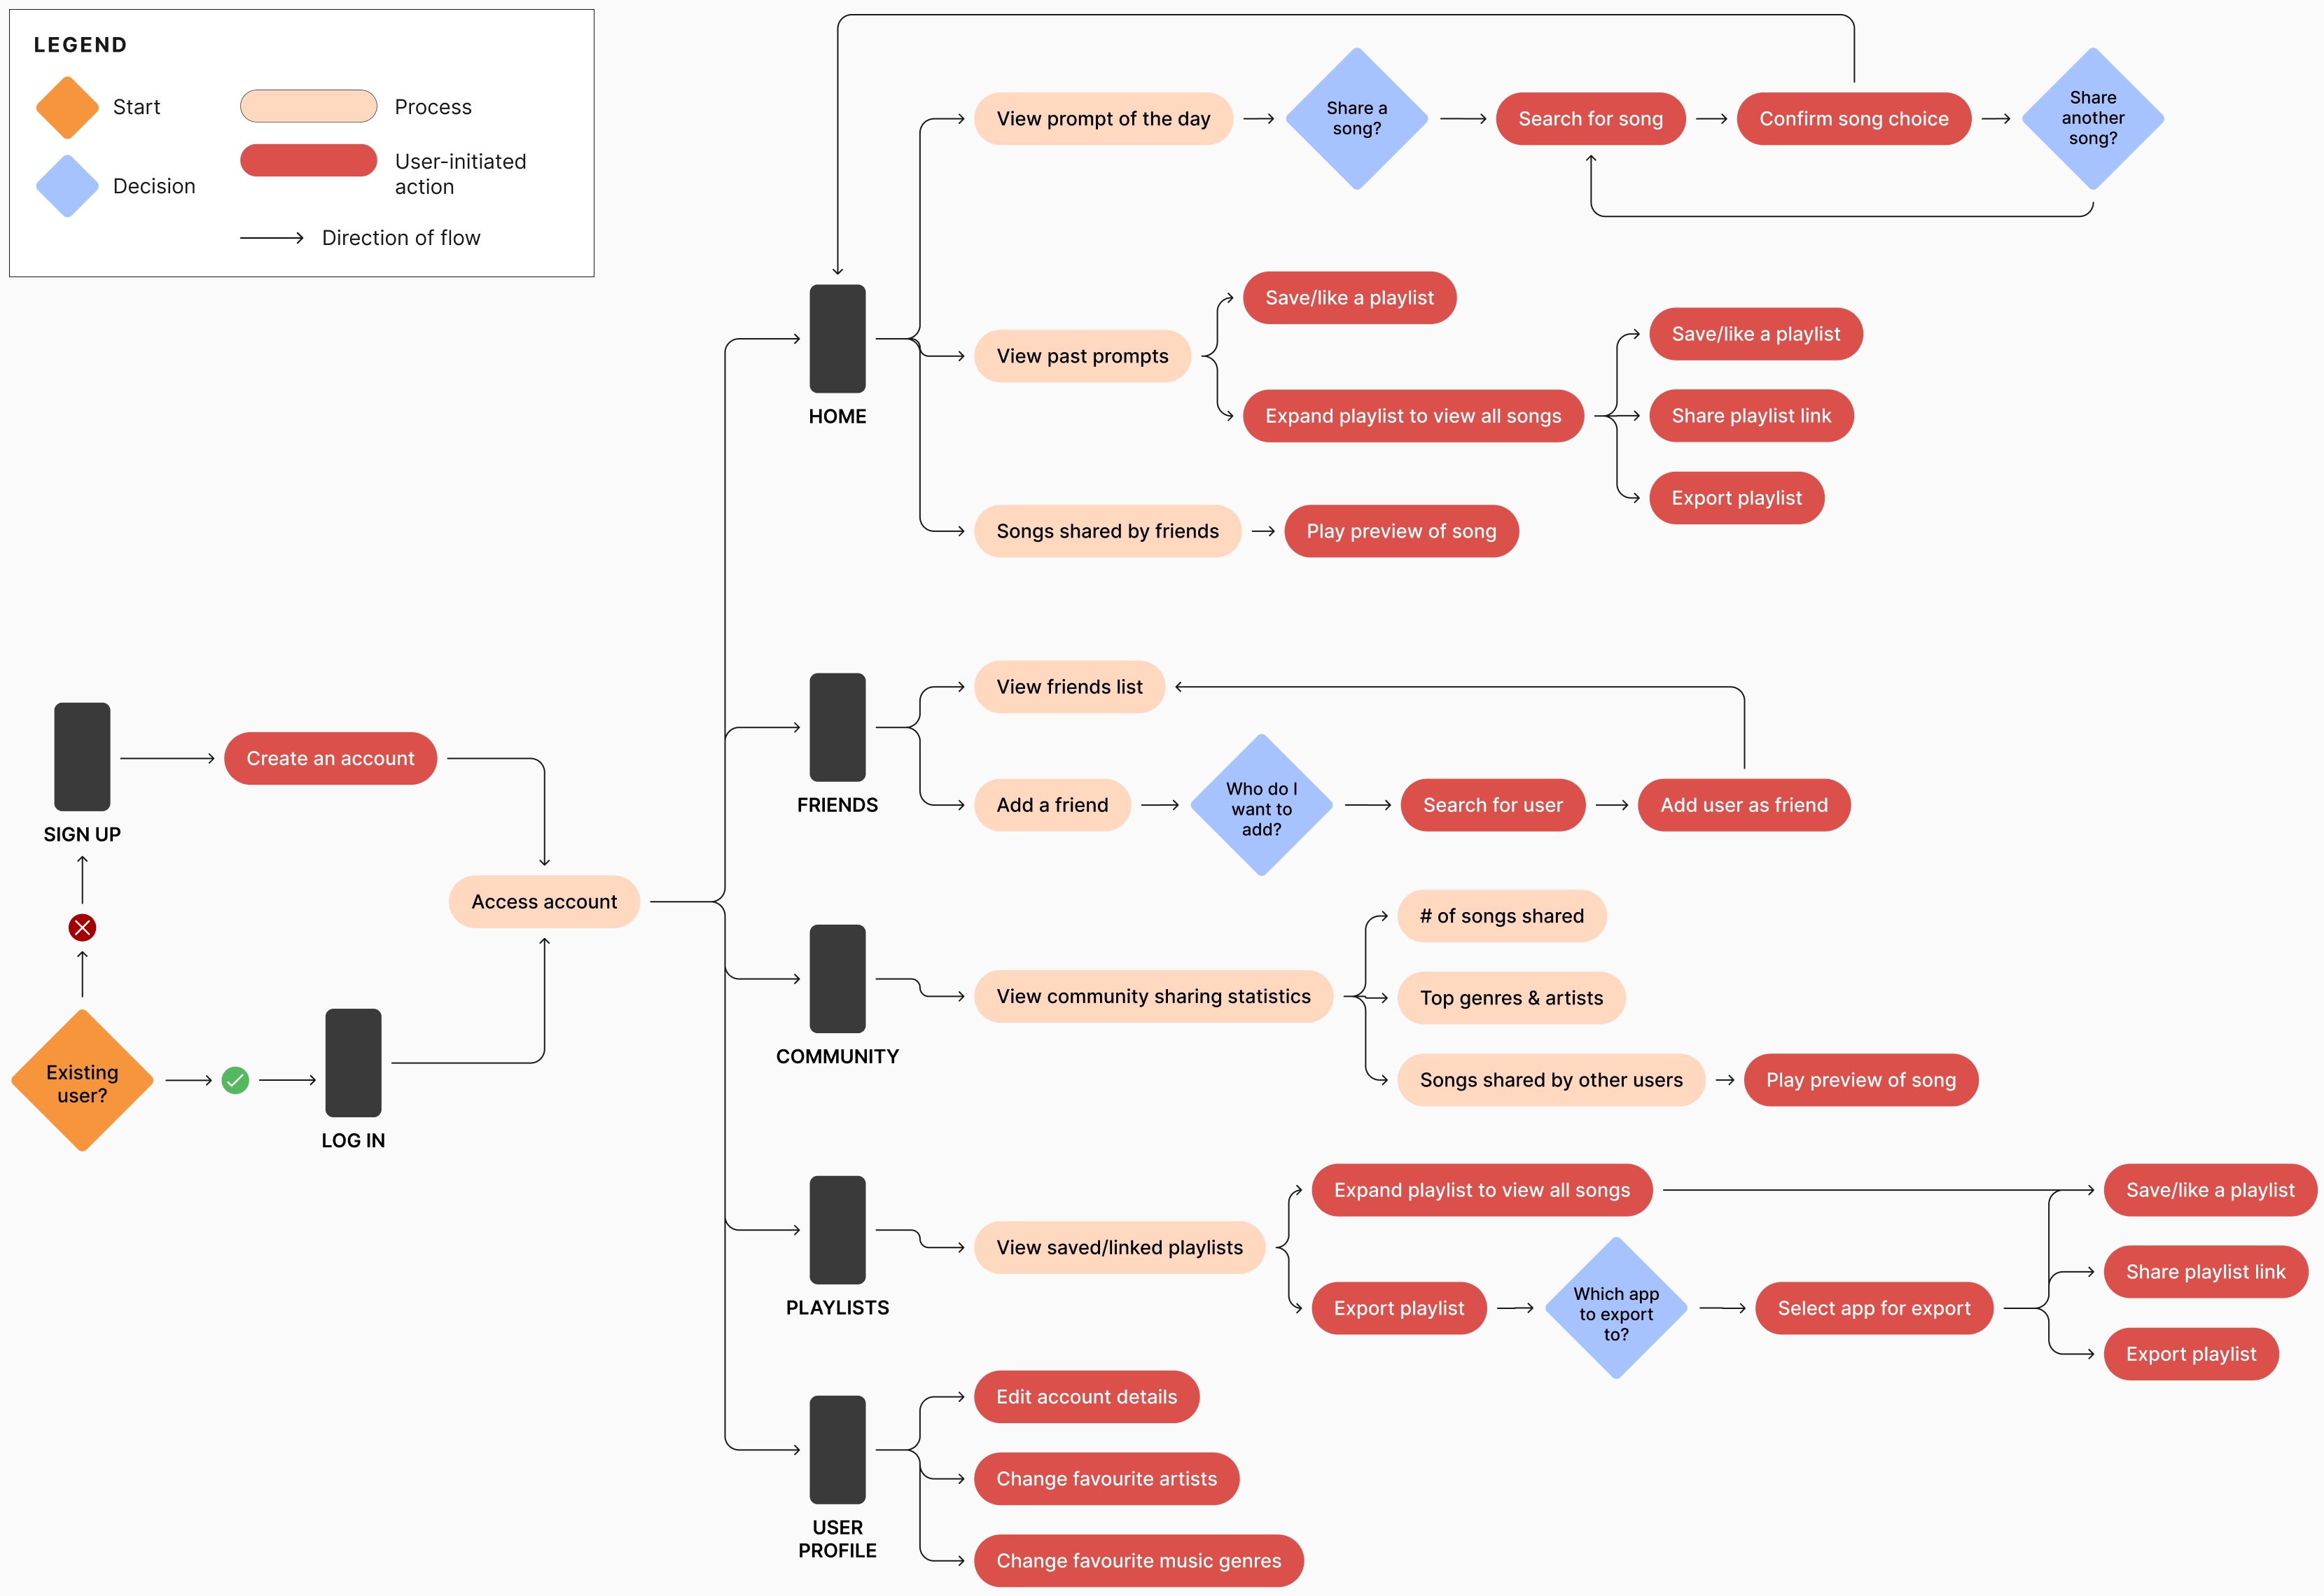 LEGEND
Start
Process
Decision
User-initiated
action
Direction of flow
View prompt of the day
Share a
song?
Search for song
Confirm song choice
Share
another
song?
Save/like a playlist
View past prompts
Expand playlist to view all songs
Save/like a playlist
Share playlist link
Export playlist
HOME
Songs shared by friends
Play preview of song
View friends list
FRIENDS
Add a friend
Who do I
want to
add?
Search for user
Add user as friend
SIGN UP
Create an account
Access account
Existing
user?
LOG IN
# of songs shared
View community sharing statistics
Top genres & artists
COMMUNITY
Songs shared by other users
Play preview of song
Expand playlist to view all songs
Save/like a playlist
View saved/linked playlists
Share playlist link
PLAYLISTS
Export playlist
Which app
to export
to?
Select app for export
Export playlist
Edit account details
Change favourite artists
USER
PROFILE
Change favourite music genres